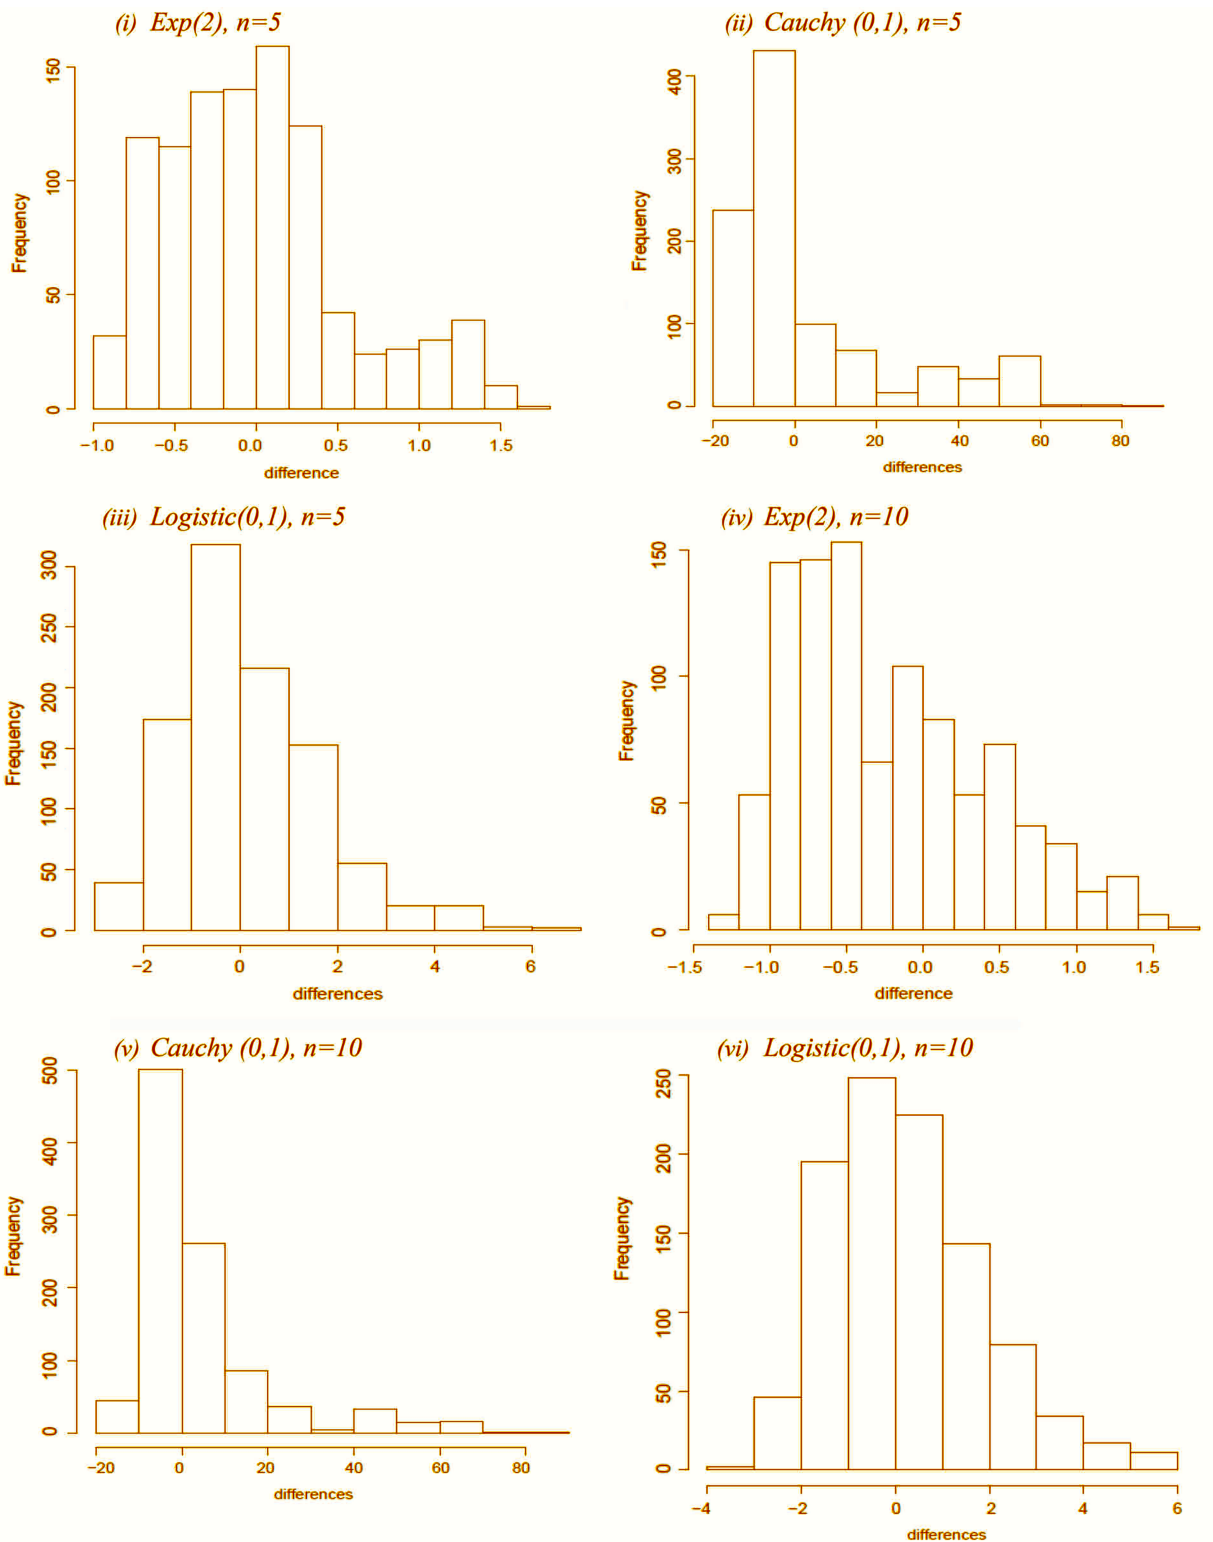 (i) Exp(2), n=5
Frequency
0 50 100 150
−1.0 −0.5 0.0 0.5 1.0 1.5
difference
(ii) Cauchy (0,1), n=5
Frequency
0 100 200 300 400
−20 0 20 40 60 80
differences
(iii) Logistic(0,1), n=5
Frequency
0 50 100 150 200 250 300
−2 0 2 4 6
differences
(iv) Exp(2), n=10
Frequency
0 50 100 150
−1.5 −1.0 −0.5 0.0 0.5 1.0 1.5
difference
(v) Cauchy (0,1), n=10
Frequency
0 100 200 300 400 500
−20 0 20 40 60 80
differences
(vi) Logistic(0,1), n=10
Frequency
0 50 100 150 200 250
−4 −2 0 2 4 6
differences